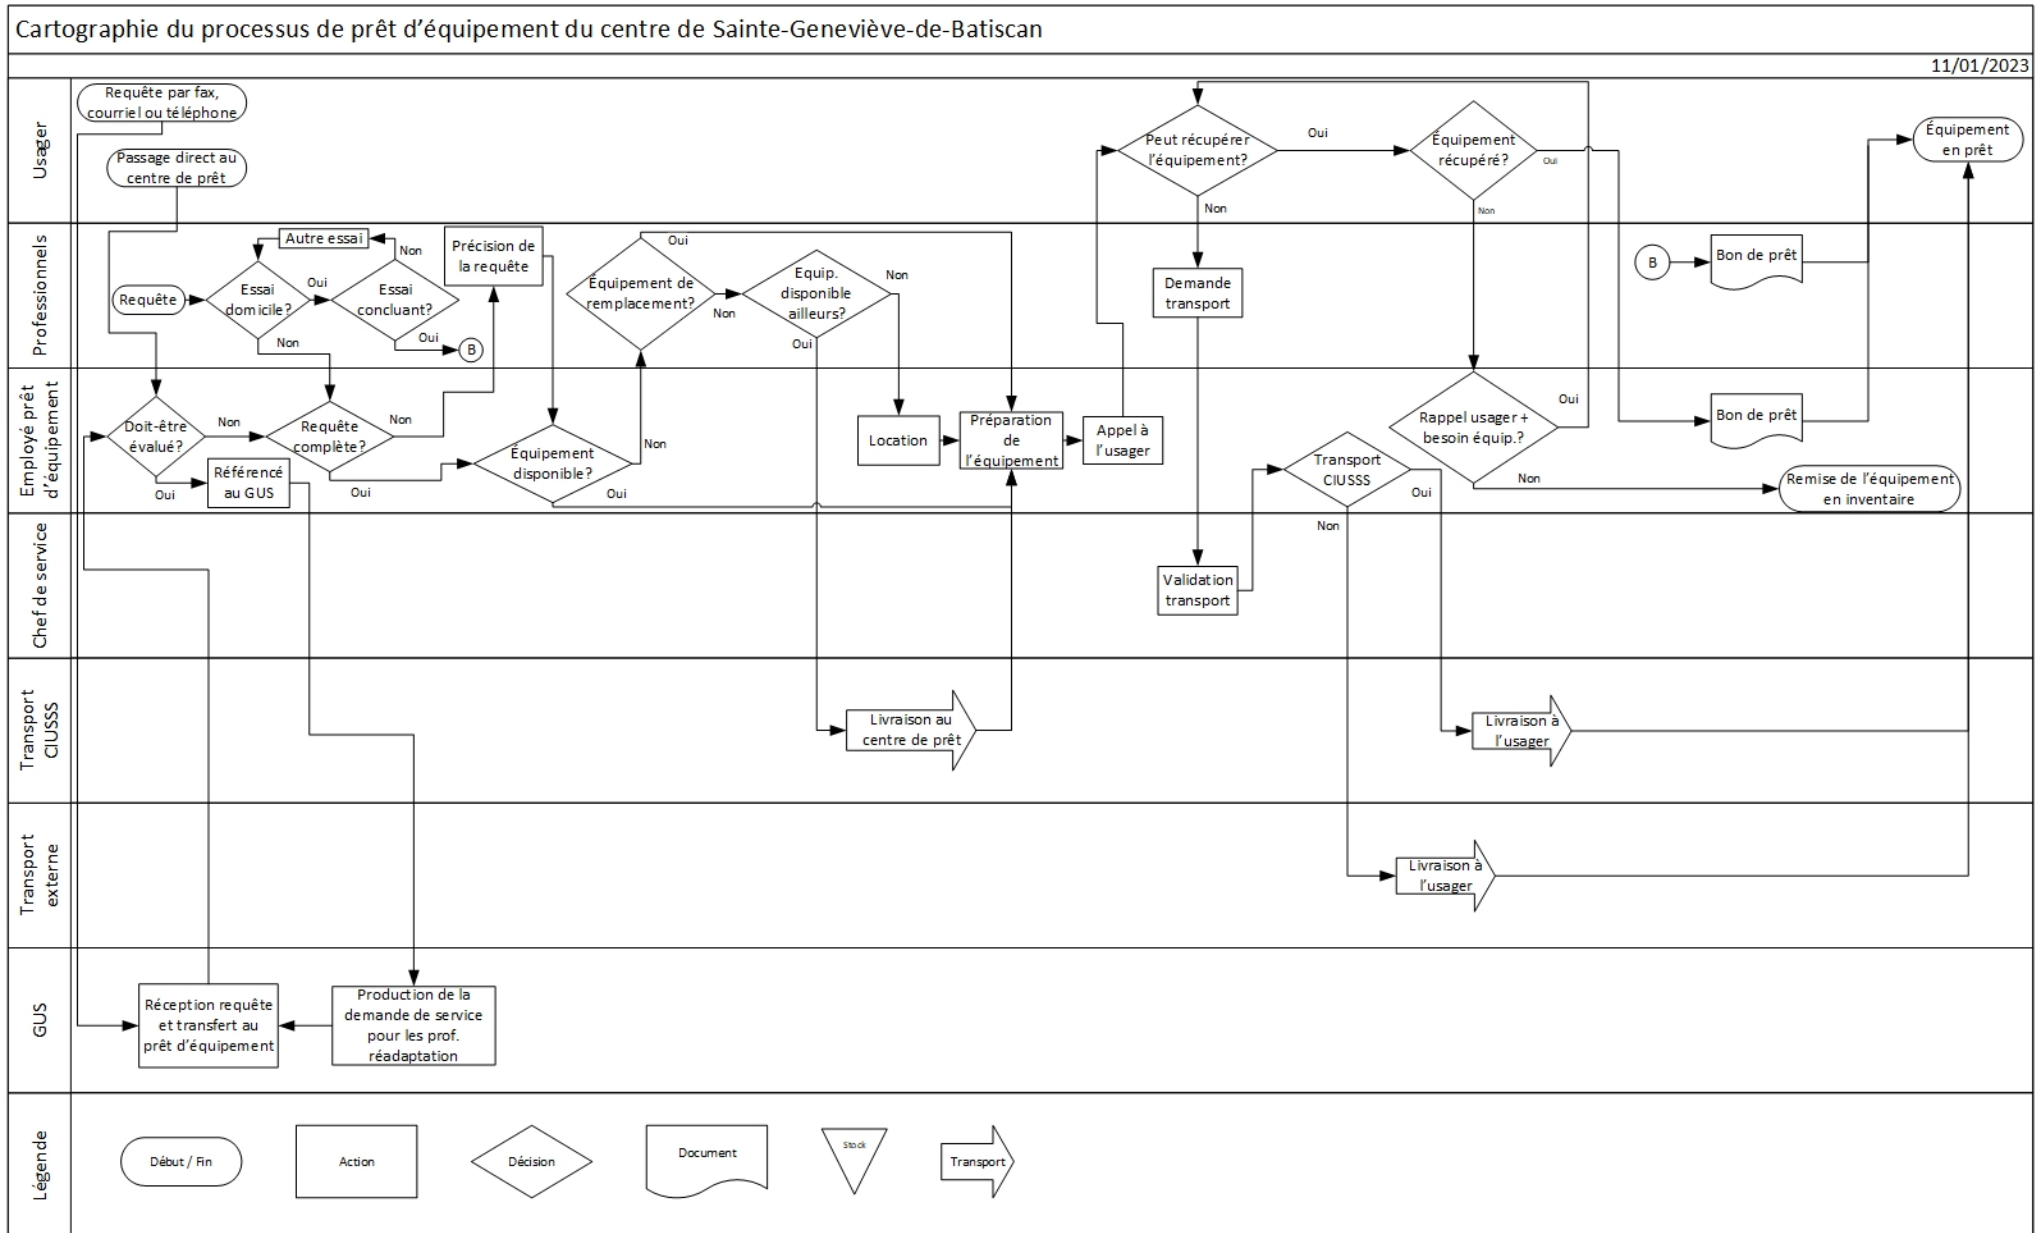 Cartographie du processus de prêt d’équipement du centre de Sainte-Geneviève-de-Batiscan
11/01/2023
Usager
Requête par fax,
courriel ou téléphone
Passage direct au
centre de prêt
Peut récupérer
l’équipement?
Oui
Non
Équipement
récupéré?
Oui
Non
Équipement
en prêt
Professionnels
Requête
Essai
domicile?
Oui
Non
Autre essai
Essai
concluant?
Non
Oui
B
Précision de
la requête
Équipement de
remplacement?
Oui
Non
Equip.
disponible
ailleurs?
Non
Oui
Demande
transport
B
Bon de prêt
Employé prêt
d’équipement
Doit-être
évalué?
Non
Oui
Référencé
au GUS
Requête
complète?
Non
Oui
Équipement
disponible?
Non
Oui
Location
Préparation
de
l’équipement
Appel à
l’usager
Transport
CIUSSS
Oui
Non
Rappel usager +
besoin équip.?
Oui
Non
Bon de prêt
Remise de l’équipement
en inventaire
Chef de service
Validation
transport
Transport
CIUSSS
Livraison au
centre de prêt
Livraison à
l’usager
Transport
externe
Livraison à
l’usager
GUS
Réception requête
et transfert au
prêt d’équipement
Production de la
demande de service
pour les prof.
réadaptation
Légende
Début / Fin
Action
Décision
Document
Stock
Transport